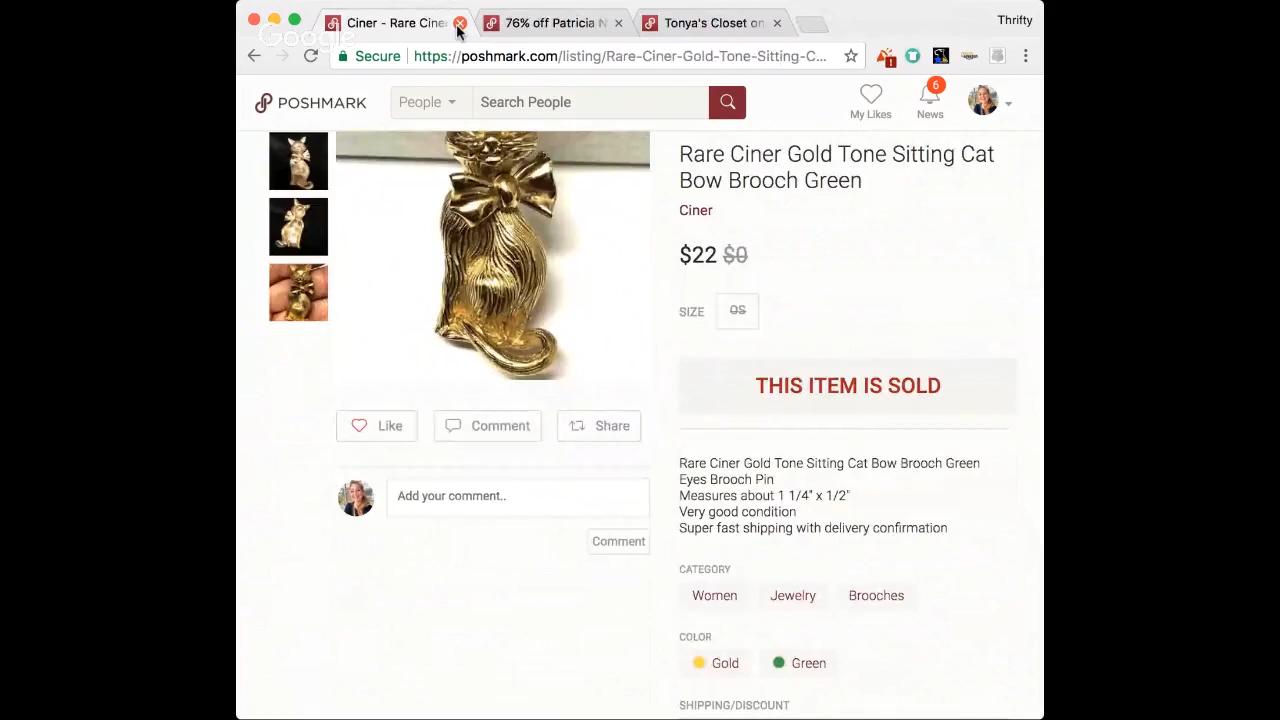 Ciner - Rare Cine
76% off Patricia N
Tonya's Closet on
Thrifty
Google
Secure
https://poshmark.com/listing/Rare-Ciner-Gold-Tone-Sitting-C...
POSHMARK
People
Search People
My Likes
6
News
Rare Ciner Gold Tone Sitting Cat
Bow Brooch Green
Ciner
$22 $0
SIZE
OS
THIS ITEM IS SOLD
Like
Comment
Share
Add your comment..
Comment
Rare Ciner Gold Tone Sitting Cat Bow Brooch Green
Eyes Brooch Pin
Measures about 1 1/4" x 1/2"
Very good condition
Super fast shipping with delivery confirmation
CATEGORY
Women
Jewelry
Brooches
COLOR
Gold
Green
SHIPPING/DISCOUNT